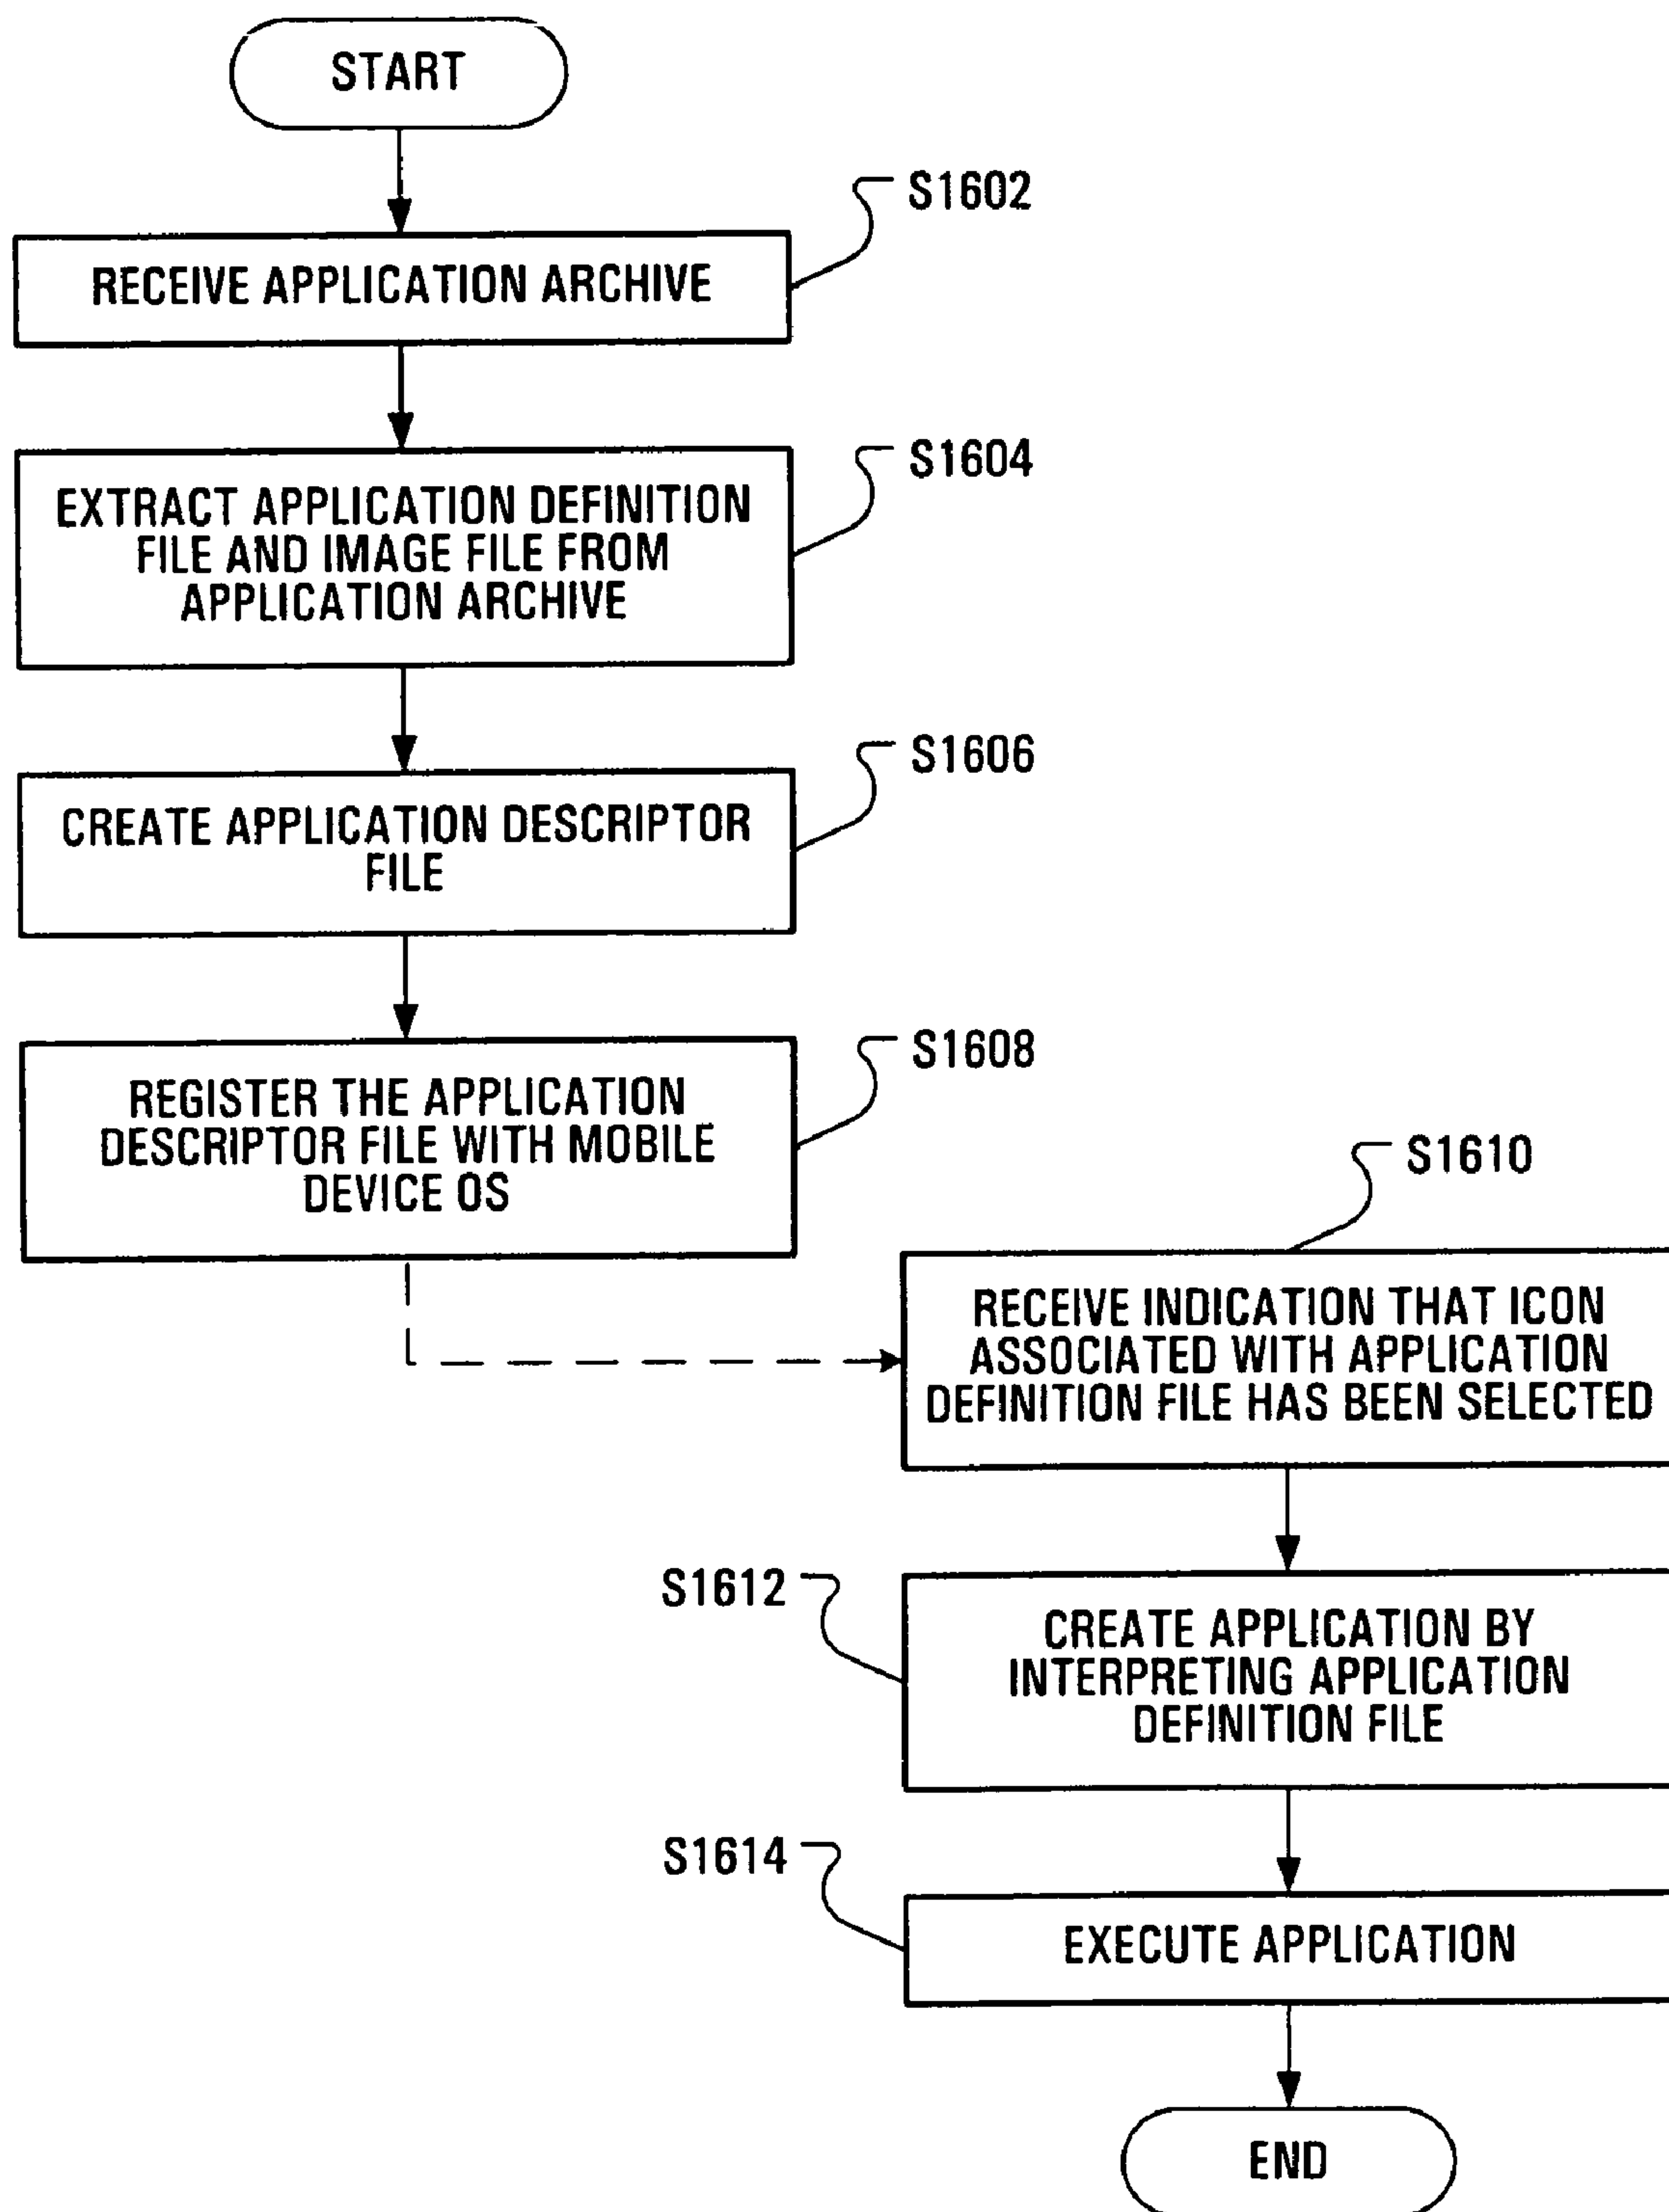 START
S1602
RECEIVE APPLICATION ARCHIVE
S1604
EXTRACT APPLICATION DEFINITION
FILE AND IMAGE FILE FROM
APPLICATION ARCHIVE
S1606
CREATE APPLICATION DESCRIPTOR
FILE
S1608
REGISTER THE APPLICATION
DESCRIPTOR FILE WITH MOBILE
DEVICE OS
S1610
RECEIVE INDICATION THAT ICON
ASSOCIATED WITH APPLICATION
DEFINITION FILE HAS BEEN SELECTED
S1612
CREATE APPLICATION BY
INTERPRETING APPLICATION
DEFINITION FILE
S1614
EXECUTE APPLICATION
END